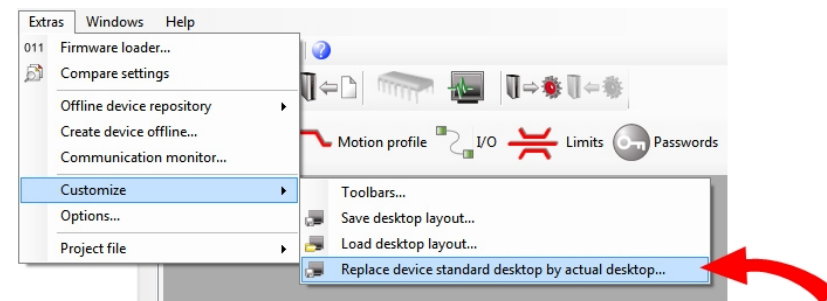 Extras Windows Help
011 Firmware loader...
Compare settings
Offline device repository
Create device offline...
Communication monitor...
Customize
Options...
Project file
?
Motion profile I/O Limits Passwords
Toolbars...
Save desktop layout...
Load desktop layout...
Replace device standard desktop by actual desktop...